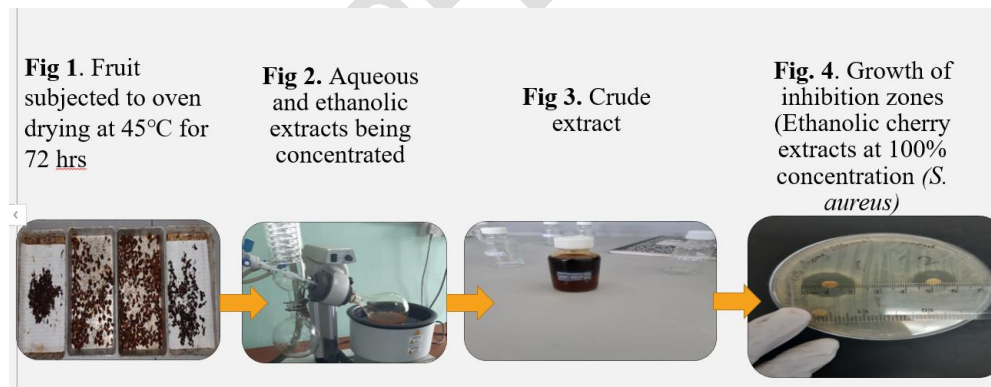 Fig 1. Fruit
subjected to oven
drying at 45°C for
72 hrs
Fig 2. Aqueous
and ethanolic
extracts being
concentrated
Fig 3. Crude
extract
Fig. 4. Growth of
inhibition zones
(Ethanolic cherry
extracts at 100%
concentration (S.
aureus)